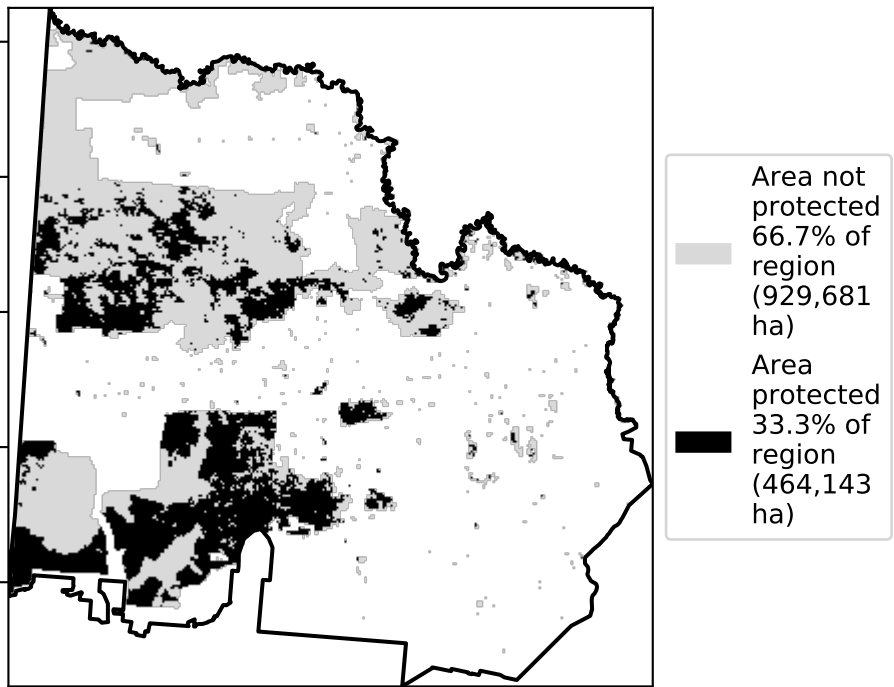 Area not
protected
66.7% of
region
(929,681
ha)
Area
protected
33.3% of
region
(464,143
ha)